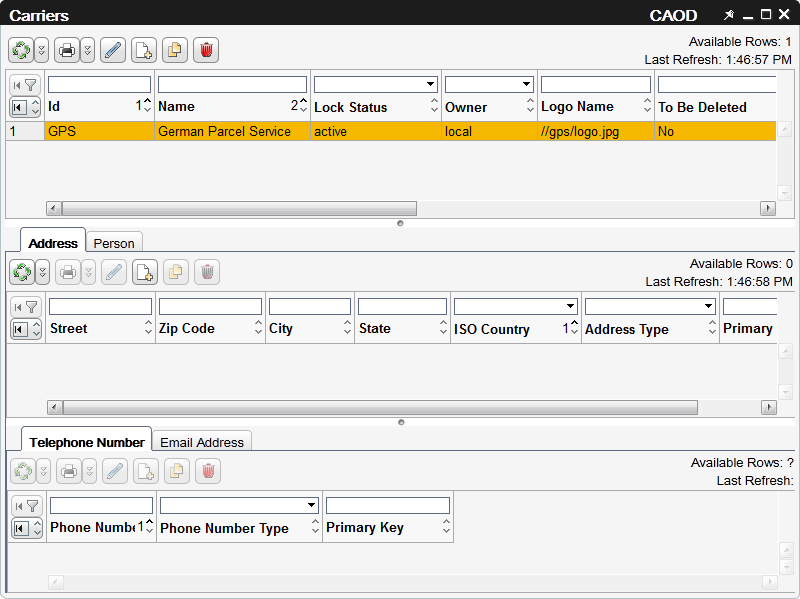 Carriers CAOD
Available Rows: 1
Last Refresh: 1:46:57 PM
Id 1 Name 2 Lock Status Owner Logo Name To Be Deleted
1 GPS German Parcel Service active local //gps/logo.jpg No
Address Person
Available Rows: 0
Last Refresh: 1:46:58 PM
Street Zip Code City State ISO Country 1 Address Type Primary
Telephone Number Email Address
Available Rows: ?
Last Refresh:
Phone Numbe 1 Phone Number Type Primary Key